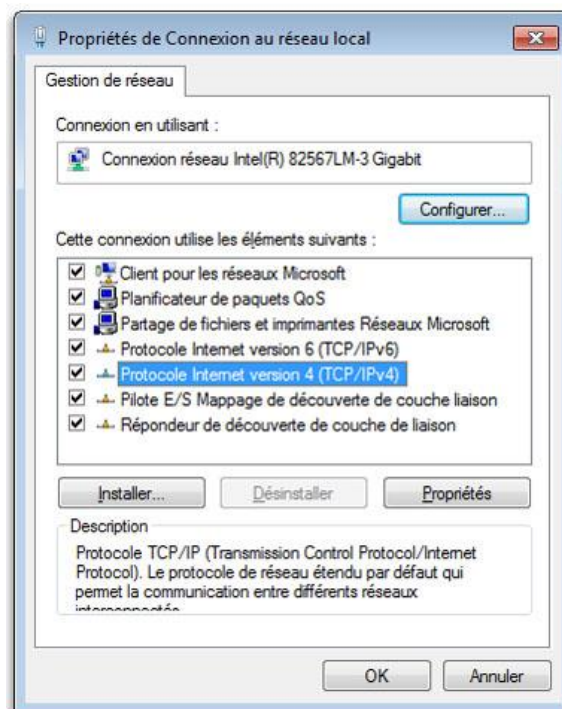 Propriétés de Connexion au réseau local
Gestion de réseau
Connexion en utilisant :
Connexion réseau Intel(R) 82567LM-3 Gigabit
Configurer...
Cette connexion utilise les éléments suivants :
Client pour les réseaux Microsoft
Planificateur de paquets QoS
Partage de fichiers et imprimantes Réseaux Microsoft
Protocole Internet version 6 (TCP/IPv6)
Protocole Internet version 4 (TCP/IPv4)
Pilote E/S Mappage de découverte de couche liaison
Répondeur de découverte de couche de liaison
Installer...
Désinstaller
Propriétés
Description
Protocole TCP/IP (Transmission Control Protocol/Internet
Protocol). Le protocole de réseau étendu par défaut qui
permet la communication entre différents réseaux
interconnectés
OK
Annuler